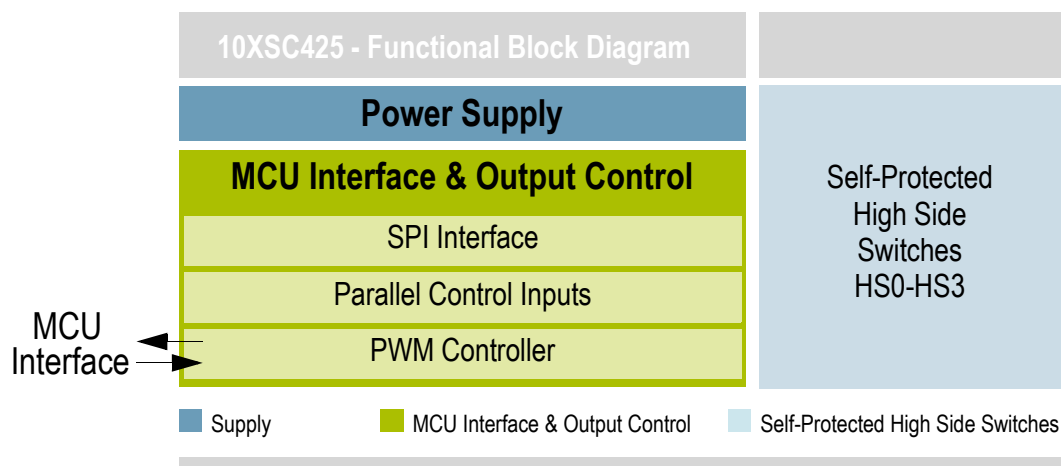 10XSC425 - Functional Block Diagram
Power Supply
MCU Interface & Output Control
SPI Interface
Parallel Control Inputs
PWM Controller
MCU
Interface
Self-Protected
High Side
Switches
HS0-HS3
Supply
MCU Interface & Output Control
Self-Protected High Side Switches